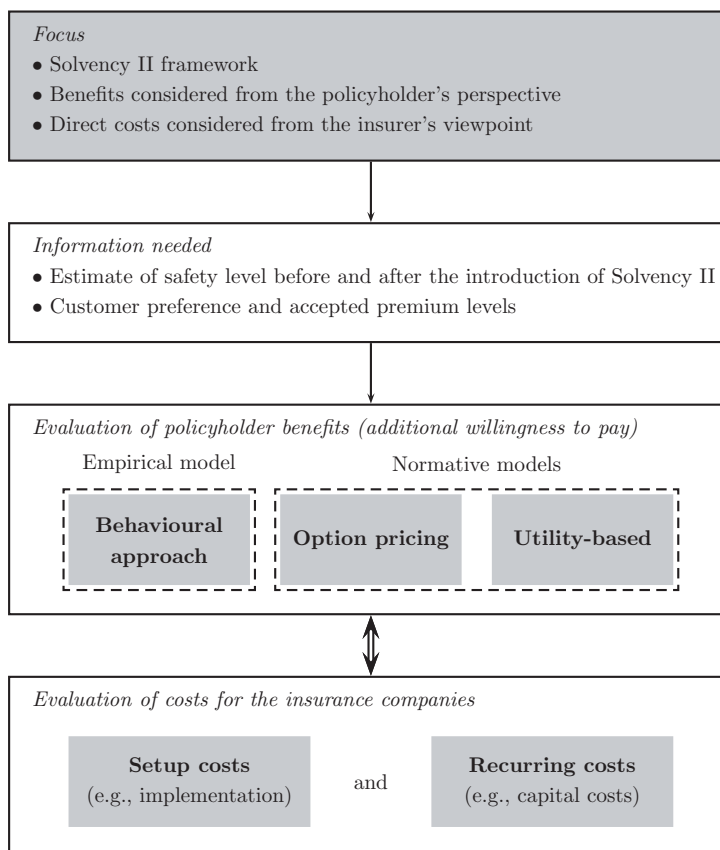 Focus
• Solvency II framework
• Benefits considered from the policyholder's perspective
• Direct costs considered from the insurer's viewpoint
Information needed
• Estimate of safety level before and after the introduction of Solvency II
• Customer preference and accepted premium levels
Evaluation of policyholder benefits (additional willingness to pay)
Empirical model
Normative models
Behavioural
approach
Option pricing
Utility-based
Evaluation of costs for the insurance companies
Setup costs
(e.g., implementation)
and
Recurring costs
(e.g., capital costs)